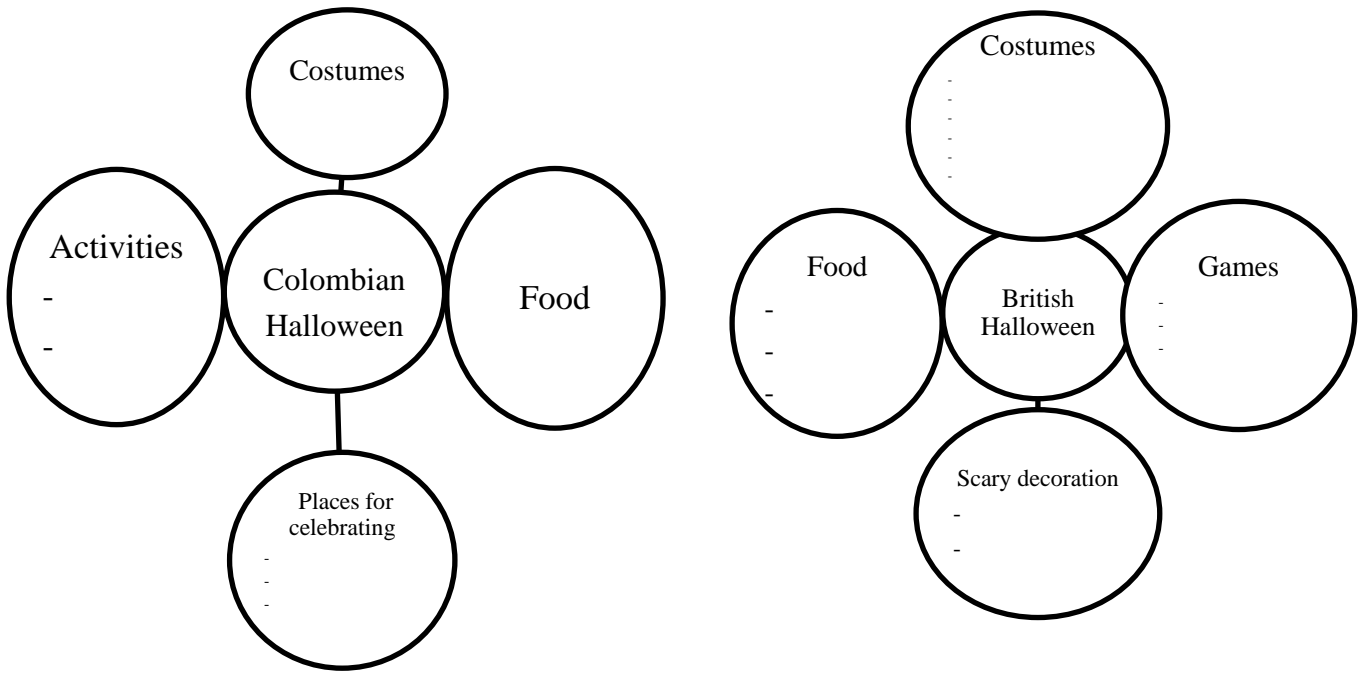 Costumes
Activities
-
-
Colombian
Halloween
Food
Places for
celebrating
-
-
-
Costumes
-
-
-
-
-
-
Food
-
-
-
British
Halloween
Games
-
-
-
Scary decoration
-
-